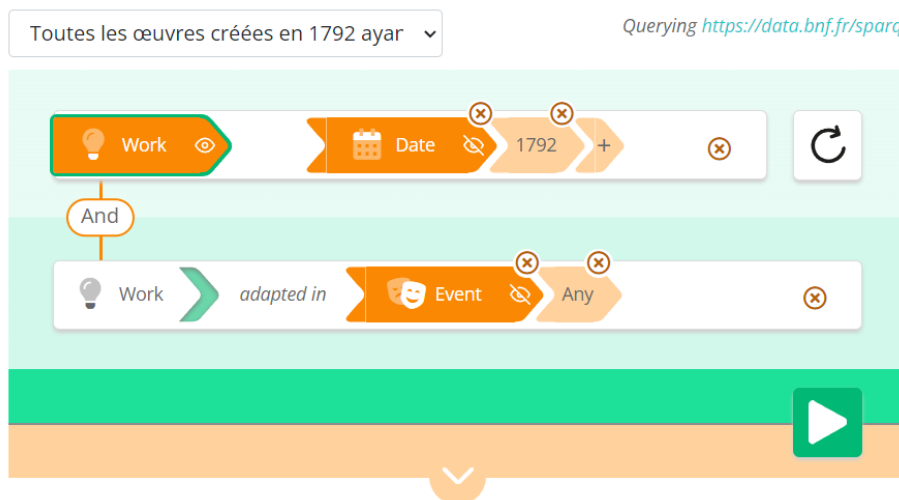 Toutes les œuvres créées en 1792 ayar
Querying https://data.bnf.fr/sparq
Work Date 1792 +
And
Work adapted in Event Any